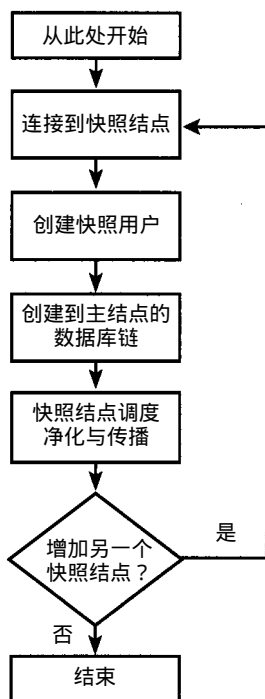 从此处开始
连接到快照结点
创建快照用户
创建到主结点的
数据库链
快照结点调度
净化与传播
增加另一个
快照结点？
是
否
结束